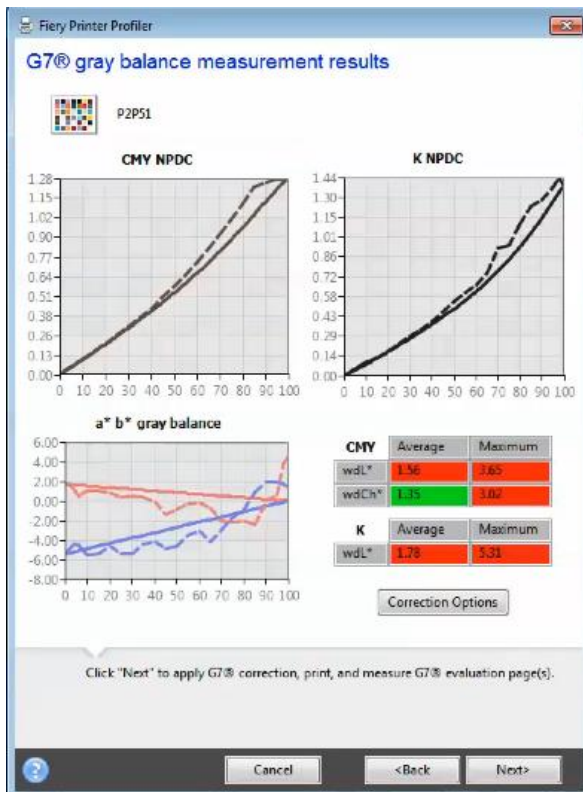 Fiery Printer Profiler
G7® gray balance measurement results
P2P51
CMY NPDC
1.28
1.15
1.02
0.90
0.77
0.64
0.51
0.38
0.26
0.13
0.00
0 10 20 30 40 50 60 70 80 90 100
K NPDC
1.44
1.30
1.15
1.01
0.86
0.72
0.58
0.43
0.29
0.14
0.00
0 10 20 30 40 50 60 70 80 90 100
a* b* gray balance
6.00
4.00
2.00
0.00
-2.00
-4.00
-6.00
-8.00
0 10 20 30 40 50 60 70 80 90 100
CMY Average Maximum
wdL* 1.56 3.65
wdCh* 1.35 3.02
K Average Maximum
wdL* 1.78 5.31
Correction Options
Click "Next" to apply G7® correction, print, and measure G7® evaluation page(s).
? Cancel <Back Next>